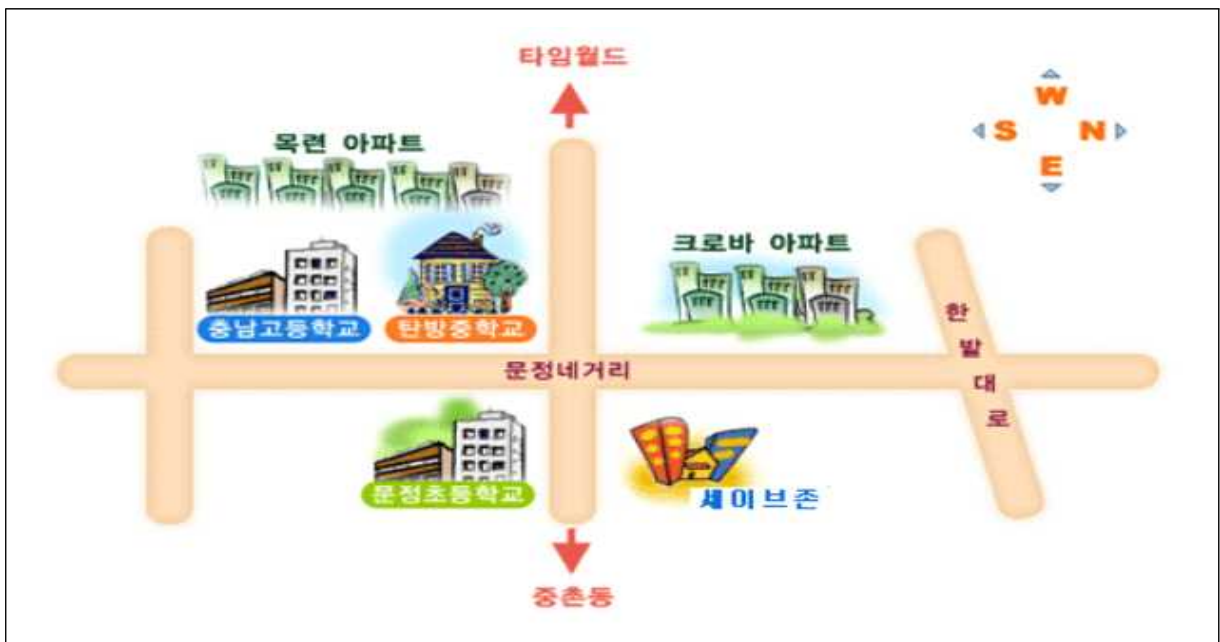 타임월드
W
S N
E
목련 아파트
크로바 아파트
충남고등학교
탄방중학교
한밭대로
문정네거리
문정초등학교
세이브존
중촌동